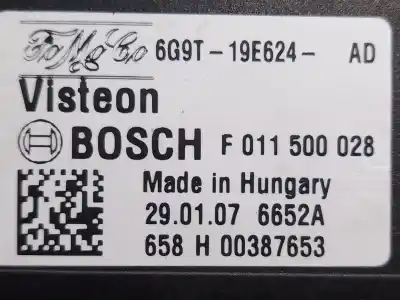 FoMoCo 6G9T-19E624- AD
Visteon
BOSCH F 011 500 028
Made in Hungary
29.01.07 6652A
658 H 00387653